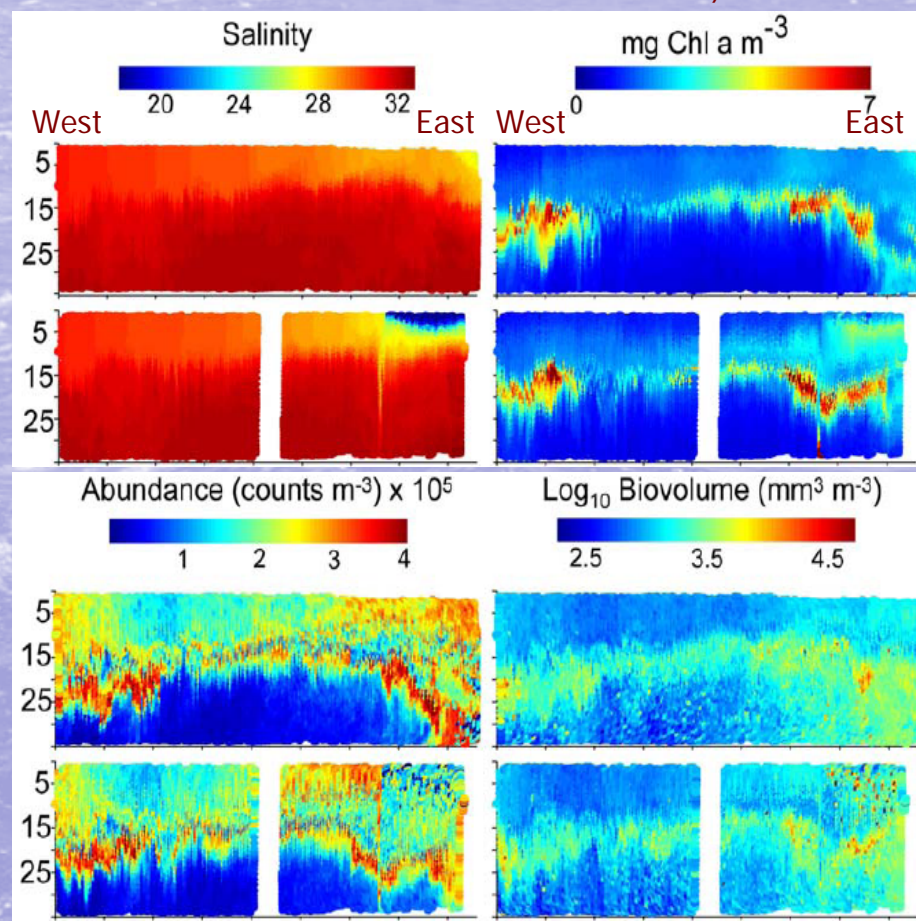 Salinity
mg Chl a m⁻³
20 24 28 32
0 7
West East West East
5
15
25
5
15
25
Abundance (counts m⁻³) x 10⁵
Log₁₀ Biovolume (mm³ m⁻³)
1 2 3 4
2.5 3.5 4.5
5
15
25
5
15
25